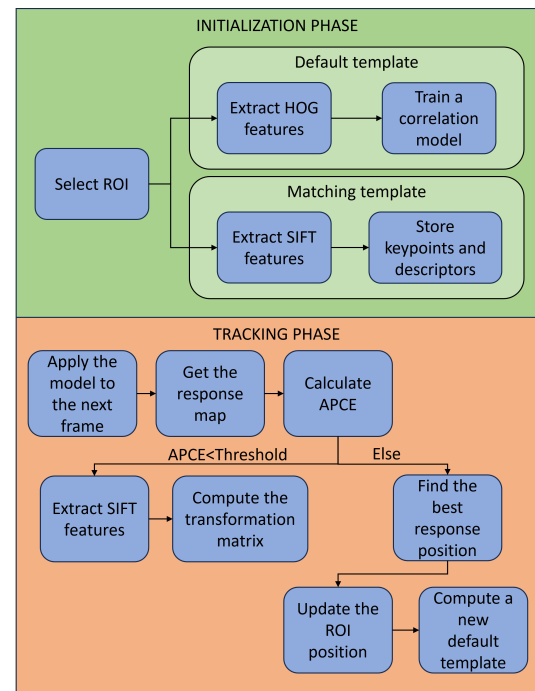 INITIALIZATION PHASE
Default template
Extract HOG
features
Train a
correlation
model
Select ROI
Matching template
Extract SIFT
features
Store
keypoints and
descriptors
TRACKING PHASE
Apply the
model to
the next
frame
Get the
response
map
Calculate
APCE
APCE<Threshold
Else
Extract SIFT
features
Compute the
transformation
matrix
Find the
best
response
position
Update the
ROI
position
Compute a
new
default
template